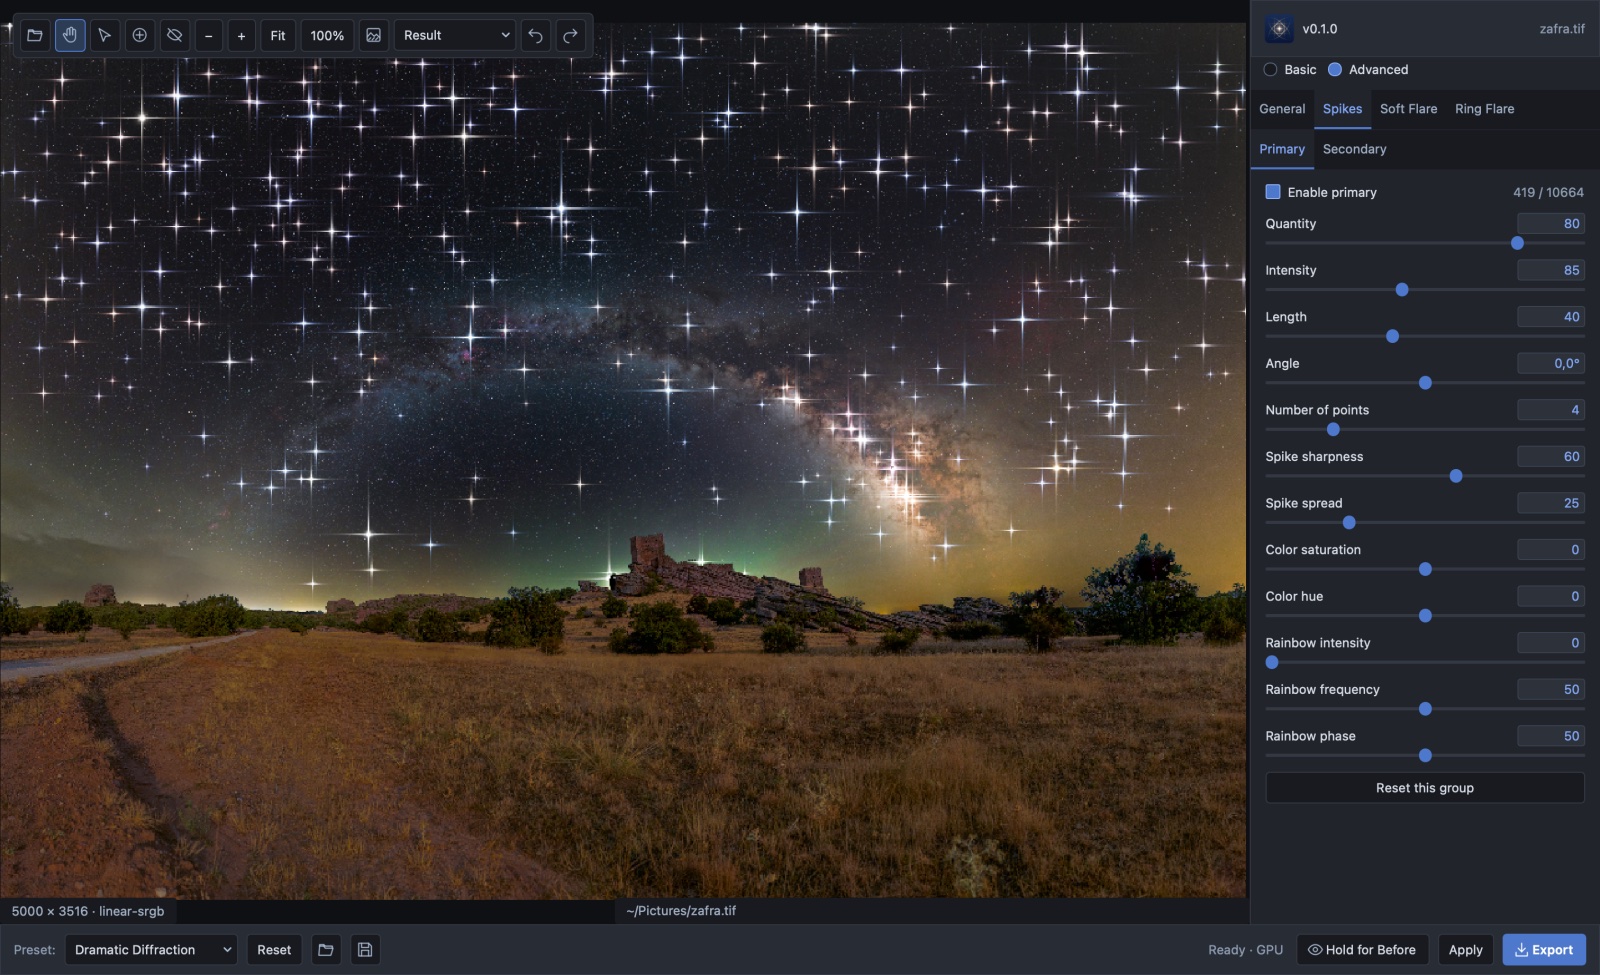 Fit
100%
Result
v0.1.0
zafra.tif
Basic
Advanced
General
Spikes
Soft Flare
Ring Flare
Primary
Secondary
Enable primary
419 / 10664
Quantity
80
Intensity
85
Length
40
Angle
0,0°
Number of points
4
Spike sharpness
60
Spike spread
25
Color saturation
0
Color hue
0
Rainbow intensity
0
Rainbow frequency
50
Rainbow phase
50
Reset this group
5000 × 3516 · linear-srgb
~/Pictures/zafra.tif
Preset:
Dramatic Diffraction
Reset
Ready · GPU
Hold for Before
Apply
Export